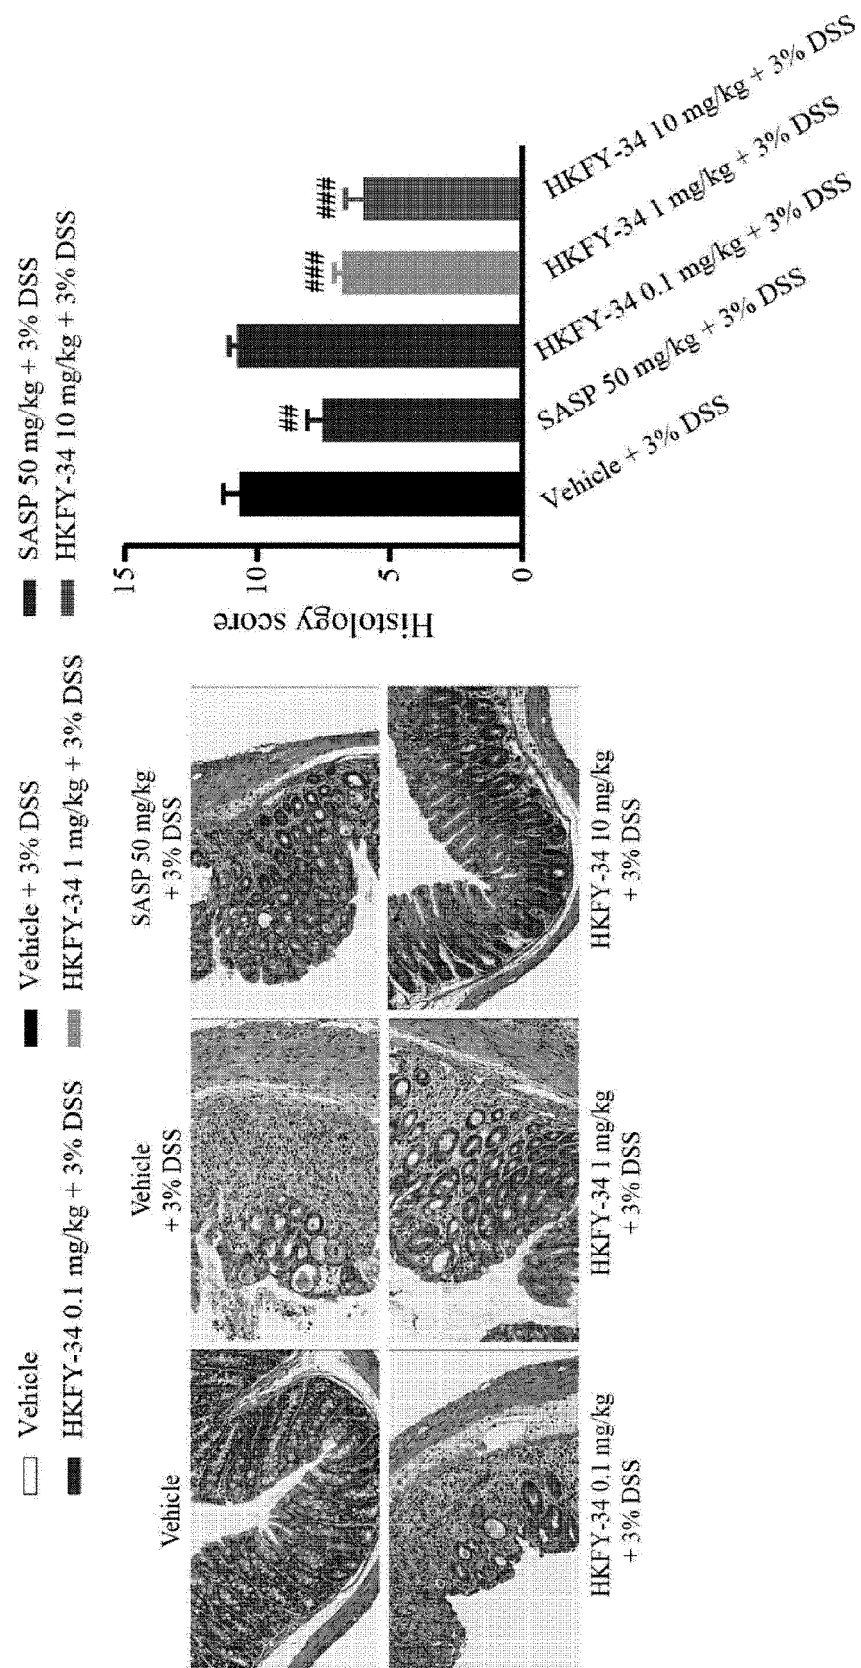 Vehicle
Vehicle + 3% DSS
SASP 50 mg/kg + 3% DSS
HKFY-34 0.1 mg/kg + 3% DSS
HKFY-34 1 mg/kg + 3% DSS
HKFY-34 10 mg/kg + 3% DSS
Vehicle
Vehicle
+ 3% DSS
SASP 50 mg/kg
+ 3% DSS
HKFY-34 0.1 mg/kg
+ 3% DSS
HKFY-34 1 mg/kg
+ 3% DSS
HKFY-34 10 mg/kg
+ 3% DSS
Histology score
15
10
5
0
##
###
###
Vehicle + 3% DSS
SASP 50 mg/kg + 3% DSS
HKFY-34 0.1 mg/kg + 3% DSS
HKFY-34 1 mg/kg + 3% DSS
HKFY-34 10 mg/kg + 3% DSS